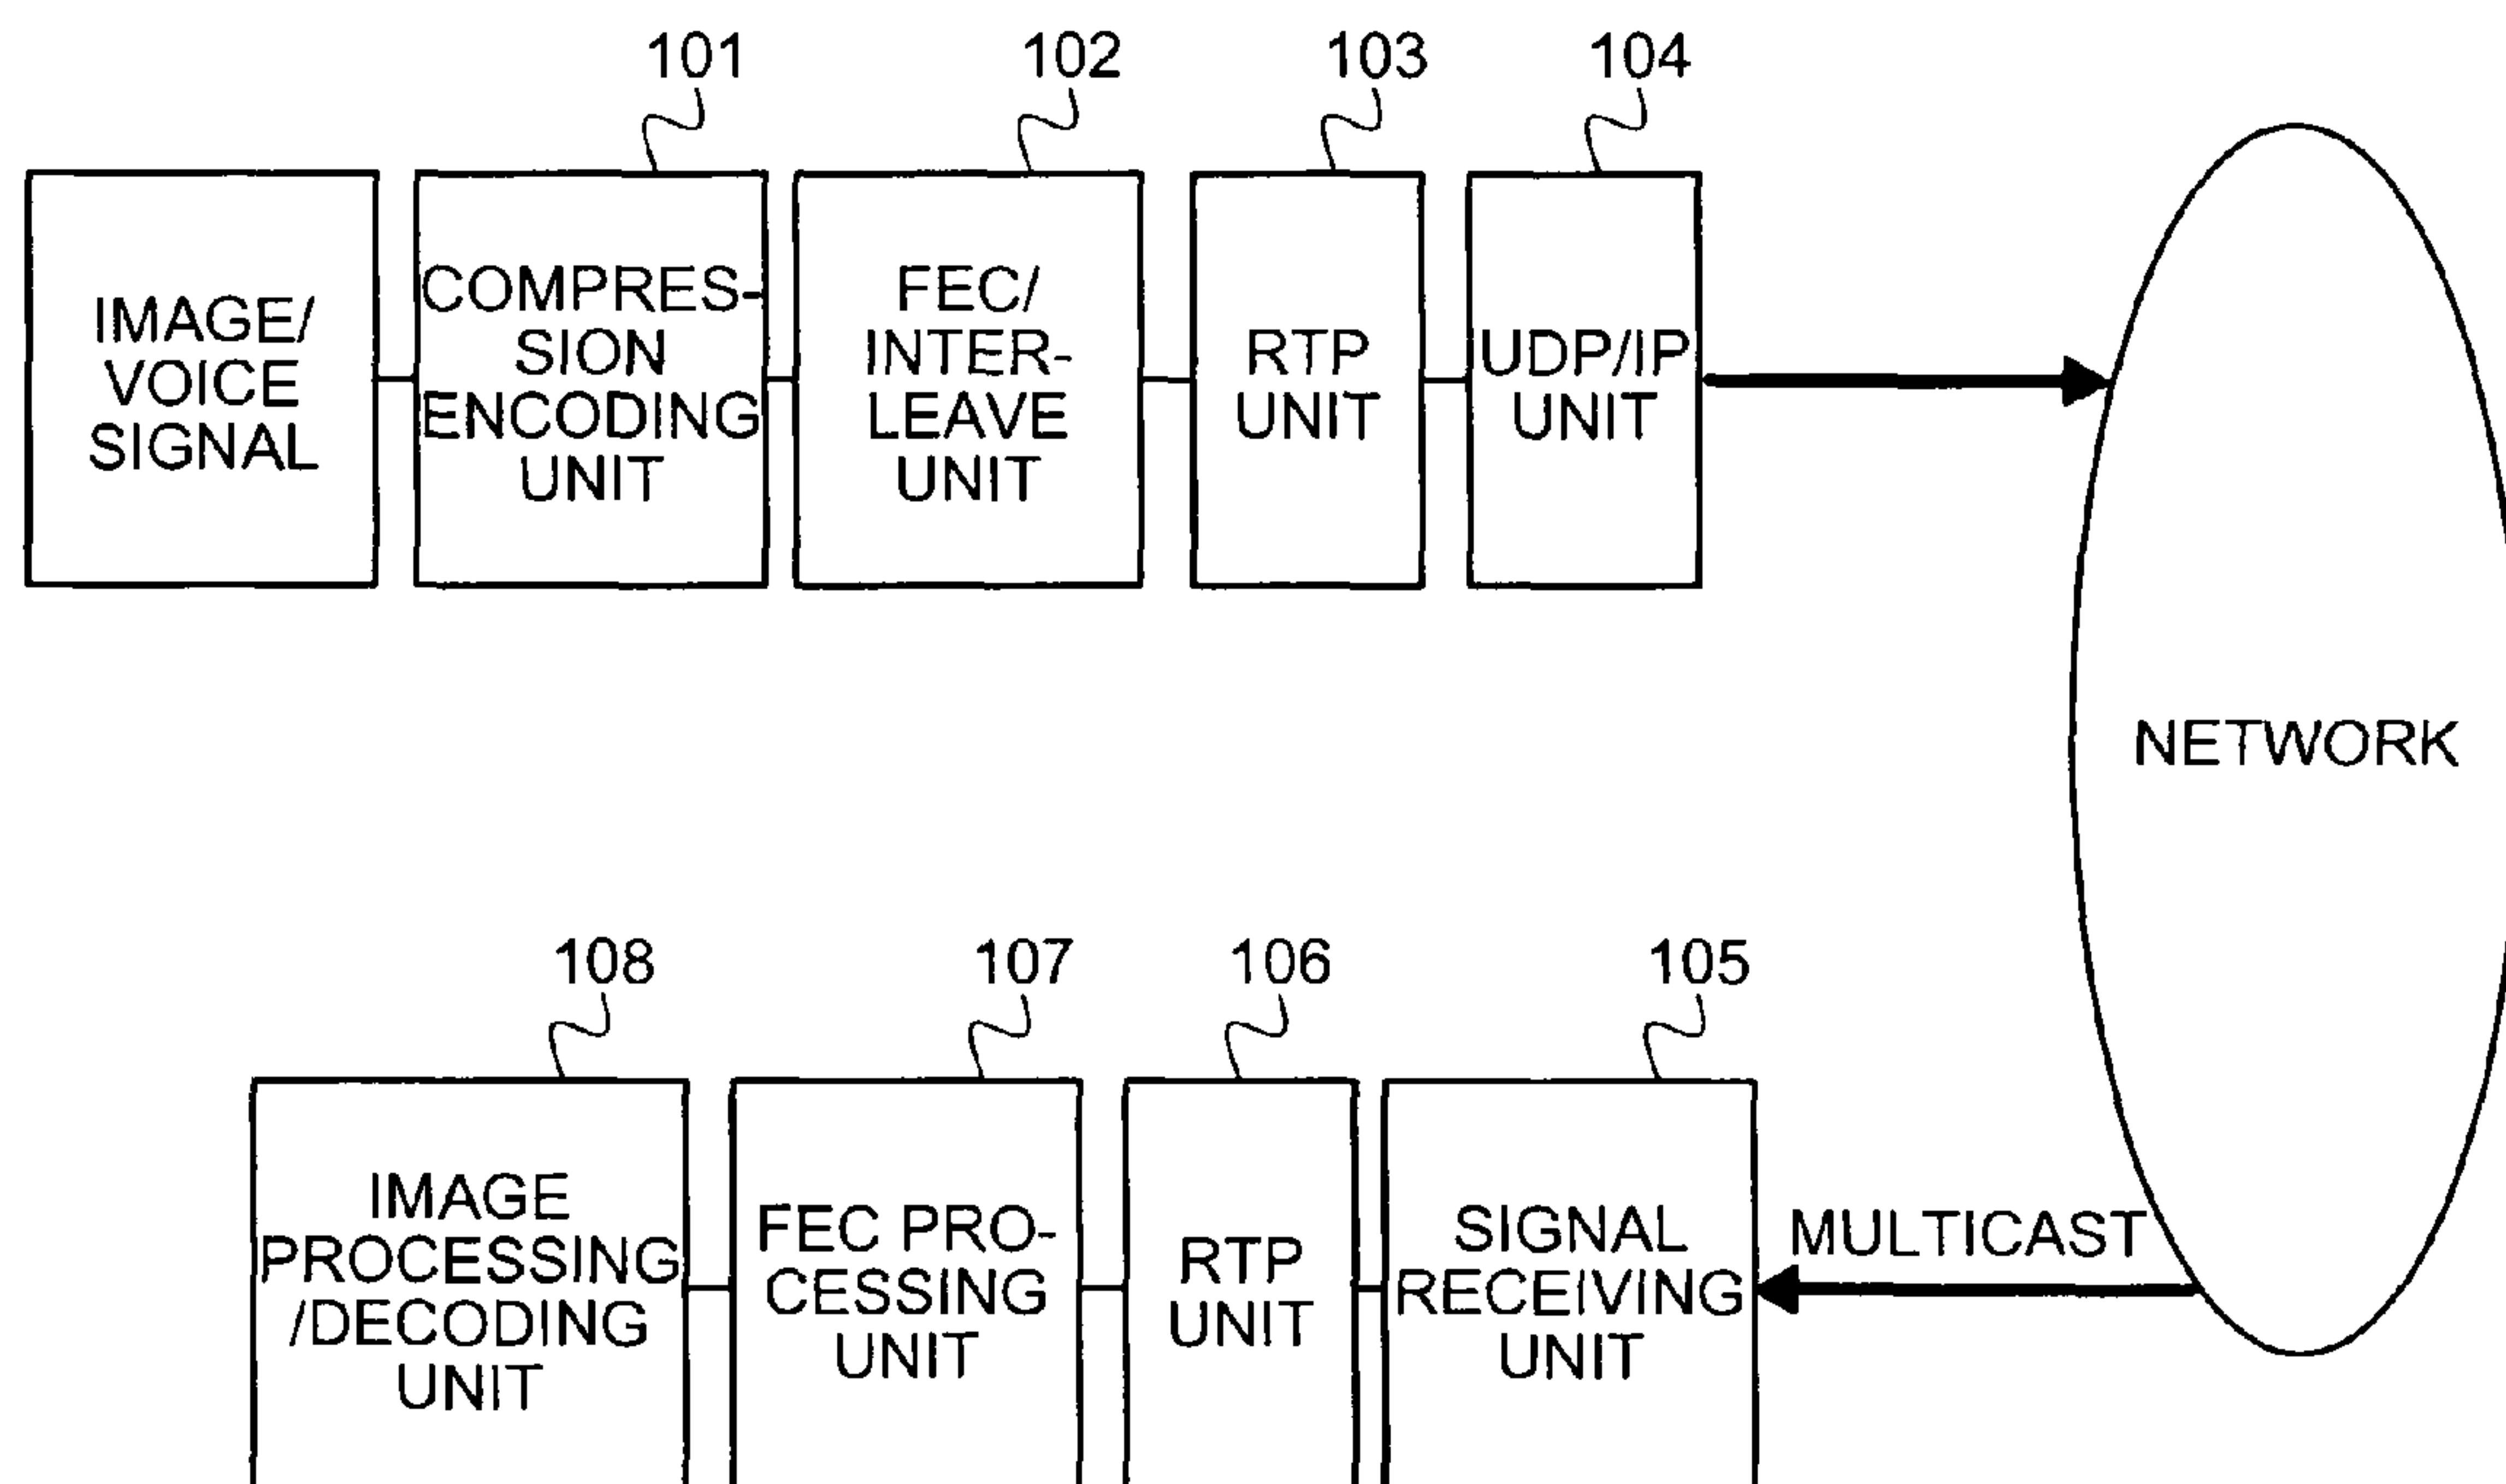 101
102
103
104
IMAGE/
VOICE
SIGNAL
COMPRES-
SION
ENCODING
UNIT
FEC/
INTER-
LEAVE
UNIT
RTP
UNIT
UDP/IP
UNIT
NETWORK
108
107
106
105
IMAGE
PROCESSING
/DECODING
UNIT
FEC PRO-
CESSING
UNIT
RTP
UNIT
SIGNAL
RECEIVING
UNIT
MULTICAST